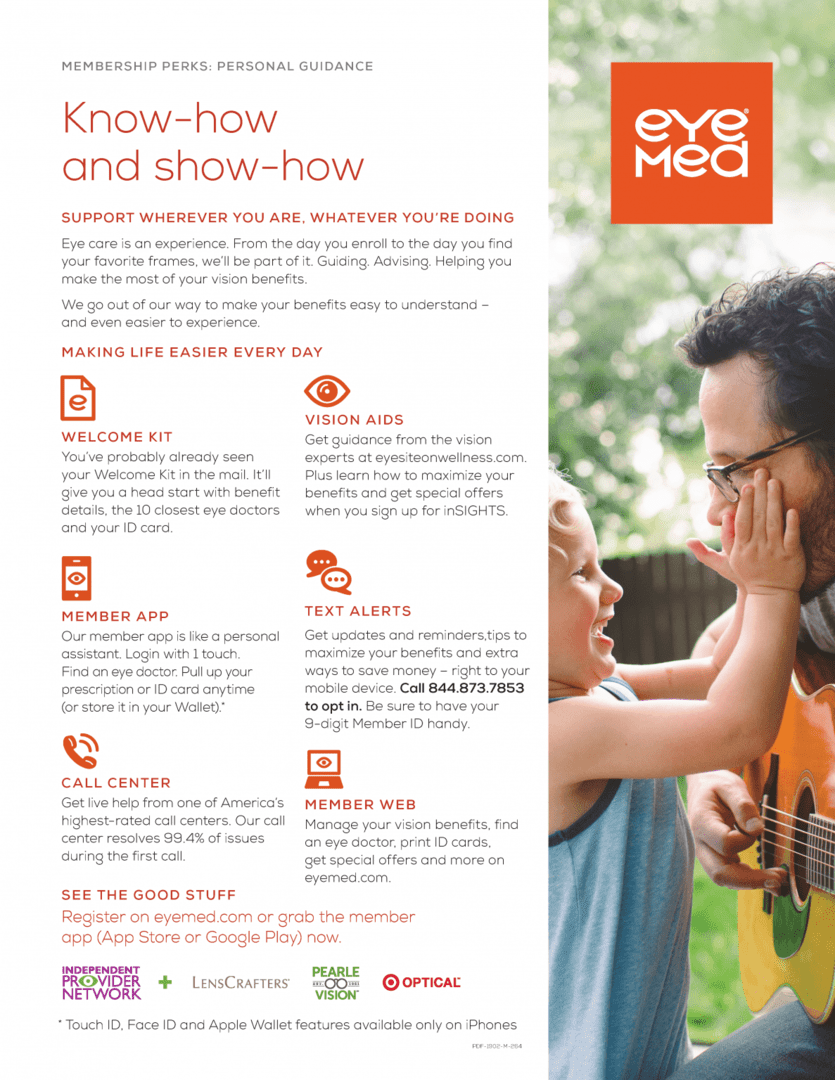 MEMBERSHIP PERKS: PERSONAL GUIDANCE
eye
med®
Know-how
and show-how
SUPPORT WHEREVER YOU ARE, WHATEVER YOU'RE DOING
Eye care is an experience. From the day you enroll to the day you find
your favorite frames, we'll be part of it. Guiding. Advising. Helping you
make the most of your vision benefits.
We go out of our way to make your benefits easy to understand –
and even easier to experience.
MAKING LIFE EASIER EVERY DAY
e
WELCOME KIT
You've probably already seen
your Welcome Kit in the mail. It'll
give you a head start with benefit
details, the 10 closest eye doctors
and your ID card.
VISION AIDS
Get guidance from the vision
experts at eyesiteonwellness.com.
Plus learn how to maximize your
benefits and get special offers
when you sign up for inSIGHTS.
MEMBER APP
Our member app is like a personal
assistant. Login with 1 touch.
Find an eye doctor. Pull up your
prescription or ID card anytime
(or store it in your Wallet).*
TEXT ALERTS
Get updates and reminders,tips to
maximize your benefits and extra
ways to save money – right to your
mobile device. Call 844.873.7853
to opt in. Be sure to have your
9-digit Member ID handy.
CALL CENTER
Get live help from one of America's
highest-rated call centers. Our call
center resolves 99.4% of issues
during the first call.
MEMBER WEB
Manage your vision benefits, find
an eye doctor, print ID cards,
get special offers and more on
eyemed.com.
SEE THE GOOD STUFF
Register on eyemed.com or grab the member
app (App Store or Google Play) now.
INDEPENDENT
PROVIDER
NETWORK
+
LENSCRAFTERS®
PEARLE
VISION
OPTICAL
* Touch ID, Face ID and Apple Wallet features available only on iPhones
PDF-1902-M-264